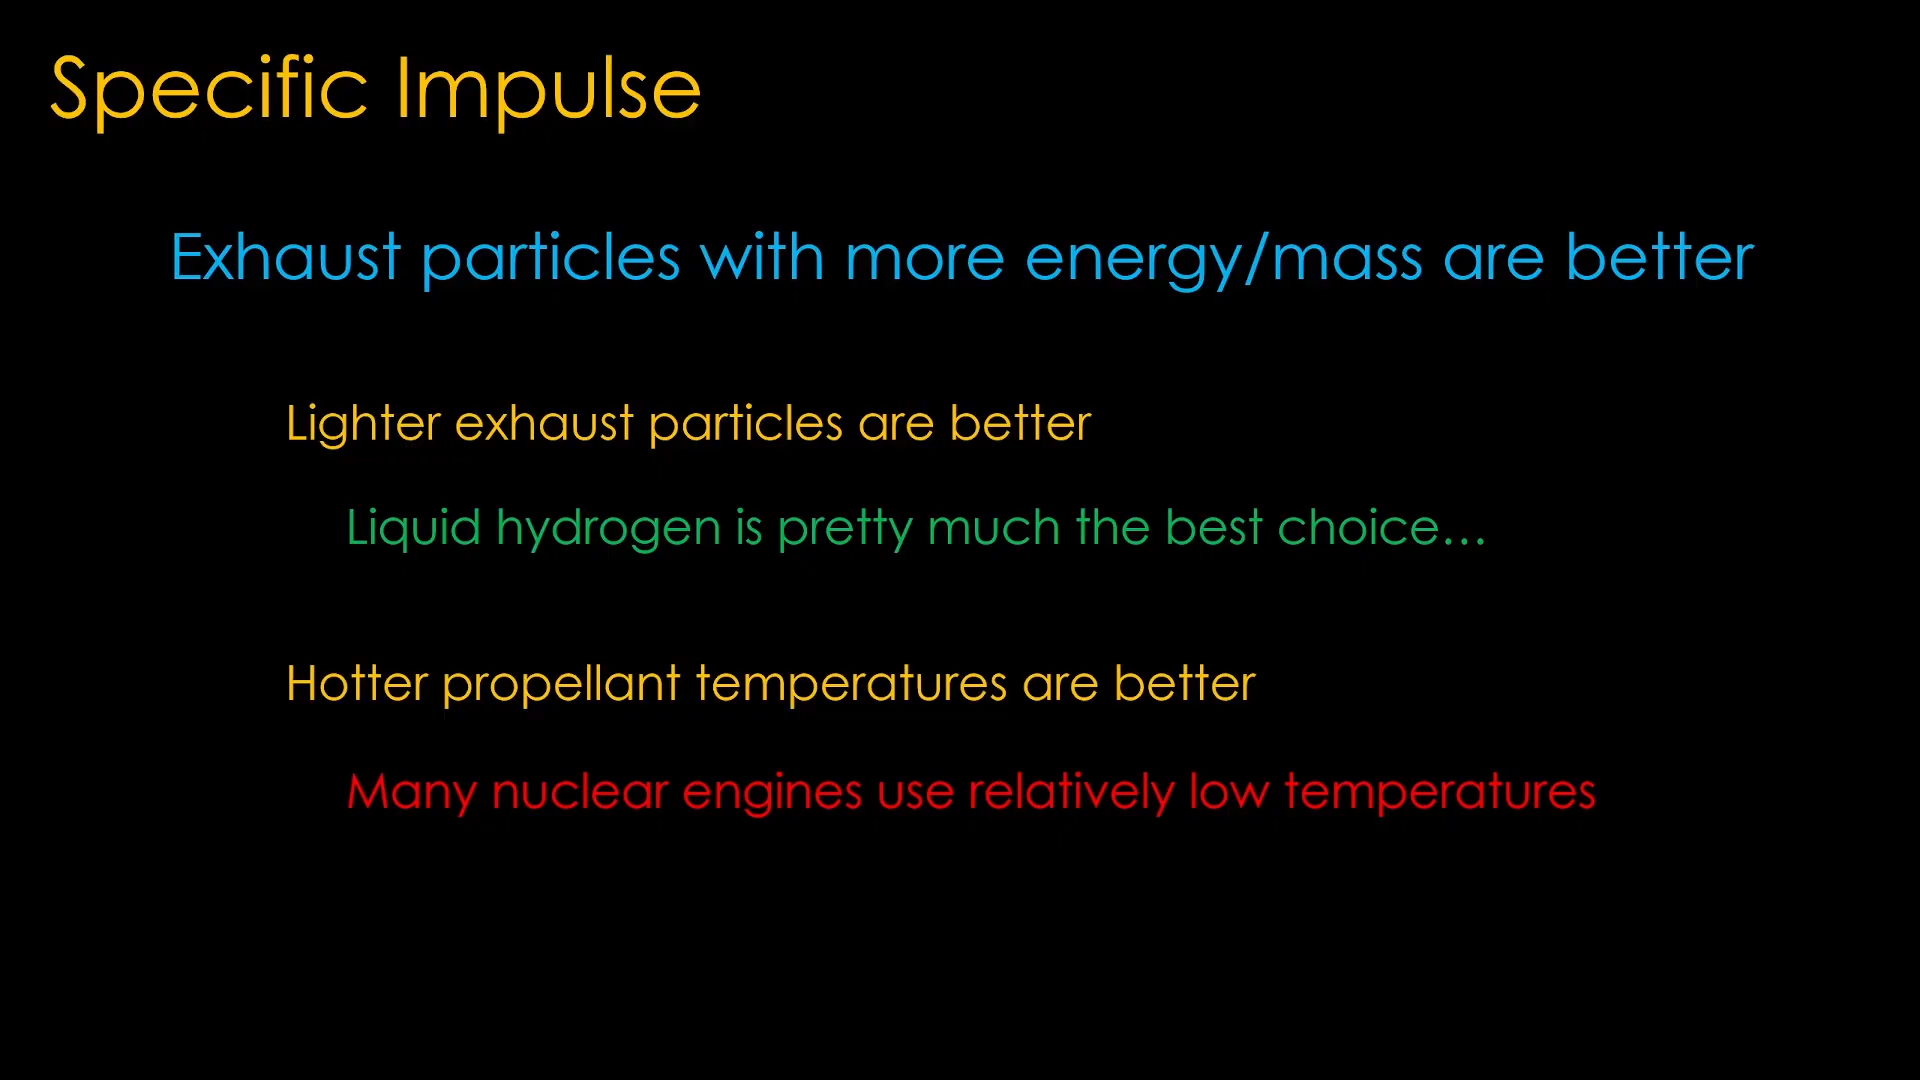 Specific Impulse
Exhaust particles with more energy/mass are better
Lighter exhaust particles are better
Liquid hydrogen is pretty much the best choice…
Hotter propellant temperatures are better
Many nuclear engines use relatively low temperatures